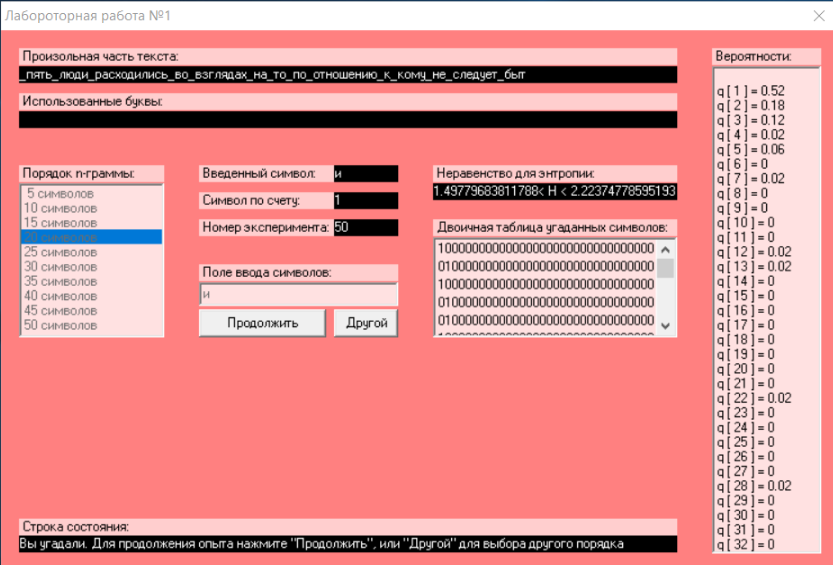 Лабороторная работа №1
Произольная часть текста:
_пять_люди_расходились_во_взглядах_на_то_по_отношению_к_кому_не_следует_быт
Использованные буквы:
Порядок n-граммы:
5 символов
10 символов
15 символов
20 символов
25 символов
30 символов
35 символов
40 символов
45 символов
50 символов
Введенный символ: и
Символ по счету: 1
Номер эксперимента: 50
Поле ввода символов:
и
Продолжить
Другой
Неравенство для энтропии:
1.49779683811788< H < 2.22374778595193
Двоичная таблица угаданных символов:
10000000000000000000000000000000
01000000000000000000000000000000
10000000000000000000000000000000
01000000000000000000000000000000
01000000000000000000000000000000
Вероятности:
q [ 1 ] = 0.52
q [ 2 ] = 0.18
q [ 3 ] = 0.12
q [ 4 ] = 0.02
q [ 5 ] = 0.06
q [ 6 ] = 0
q [ 7 ] = 0.02
q [ 8 ] = 0
q [ 9 ] = 0
q [ 10 ] = 0
q [ 11 ] = 0
q [ 12 ] = 0.02
q [ 13 ] = 0.02
q [ 14 ] = 0
q [ 15 ] = 0
q [ 16 ] = 0
q [ 17 ] = 0
q [ 18 ] = 0
q [ 19 ] = 0
q [ 20 ] = 0
q [ 21 ] = 0
q [ 22 ] = 0.02
q [ 23 ] = 0
q [ 24 ] = 0
q [ 25 ] = 0
q [ 26 ] = 0
q [ 27 ] = 0
q [ 28 ] = 0.02
q [ 29 ] = 0
q [ 30 ] = 0
q [ 31 ] = 0
q [ 32 ] = 0
Строка состояния:
Вы угадали. Для продолжения опыта нажмите "Продолжить", или "Другой" для выбора другого порядка